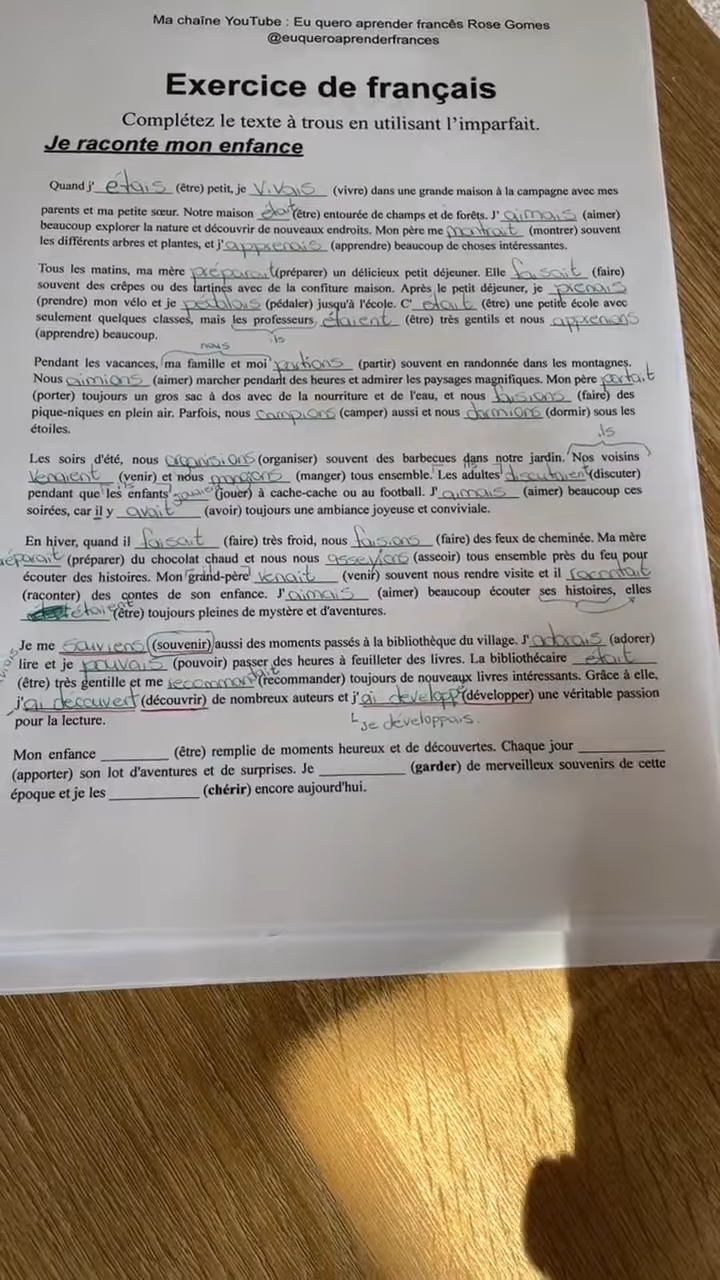 Ma chaîne YouTube : Eu quero aprender francês Rose Gomes
@euqueroaprenderfrances
Exercice de français
Complétez le texte à trous en utilisant l'imparfait.
Je raconte mon enfance
Quand j' étais (être) petit, je vivais (vivre) dans une grande maison à la campagne avec mes
parents et ma petite sœur. Notre maison était (être) entourée de champs et de forêts. J' aimais (aimer)
beaucoup explorer la nature et découvrir de nouveaux endroits. Mon père me montrait (montrer) souvent
les différents arbres et plantes, et j' apprenais (apprendre) beaucoup de choses intéressantes.
Tous les matins, ma mère préparait (préparer) un délicieux petit déjeuner. Elle faisait (faire)
souvent des crêpes ou des tartines avec de la confiture maison. Après le petit déjeuner, je prenais
(prendre) mon vélo et je pédalais (pédaler) jusqu'à l'école. C' était (être) une petite école avec
seulement quelques classes, mais les professeurs étaient (être) très gentils et nous apprenions
(apprendre) beaucoup. ils
nous
Pendant les vacances, ma famille et moi partions (partir) souvent en randonnée dans les montagnes.
Nous aimions (aimer) marcher pendant des heures et admirer les paysages magnifiques. Mon père portait
(porter) toujours un gros sac à dos avec de la nourriture et de l'eau, et nous faisions (faire) des
pique-niques en plein air. Parfois, nous campions (camper) aussi et nous dormions (dormir) sous les
étoiles.
ils
Les soirs d'été, nous (organiser) souvent des barbecues dans notre jardin. Nos voisins
venaient (venir) et nous (manger) tous ensemble. Les adultes discutaient (discuter)
pendant que les enfants (jouer) à cache-cache ou au football. J' aimais (aimer) beaucoup ces
soirées, car il y avait (avoir) toujours une ambiance joyeuse et conviviale.
En hiver, quand il faisait (faire) très froid, nous faisions (faire) des feux de cheminée. Ma mère
préparait (préparer) du chocolat chaud et nous nous asseyions (asseoir) tous ensemble près du feu pour
écouter des histoires. Mon grand-père venait (venir) souvent nous rendre visite et il racontait
(raconter) des contes de son enfance. J' aimais (aimer) beaucoup écouter ses histoires, elles
étaient (être) toujours pleines de mystère et d'aventures.
Je me souviens (souvenir) aussi des moments passés à la bibliothèque du village. J' adorais (adorer)
lire et je pouvais (pouvoir) passer des heures à feuilleter des livres. La bibliothécaire était
(être) très gentille et me recommandait (recommander) toujours de nouveaux livres intéressants. Grâce à elle,
j'ai découvert (découvrir) de nombreux auteurs et j' ai développ (développer) une véritable passion
pour la lecture. je développais.
Mon enfance (être) remplie de moments heureux et de découvertes. Chaque jour
(apporter) son lot d'aventures et de surprises. Je (garder) de merveilleux souvenirs de cette
époque et je les (chérir) encore aujourd'hui.